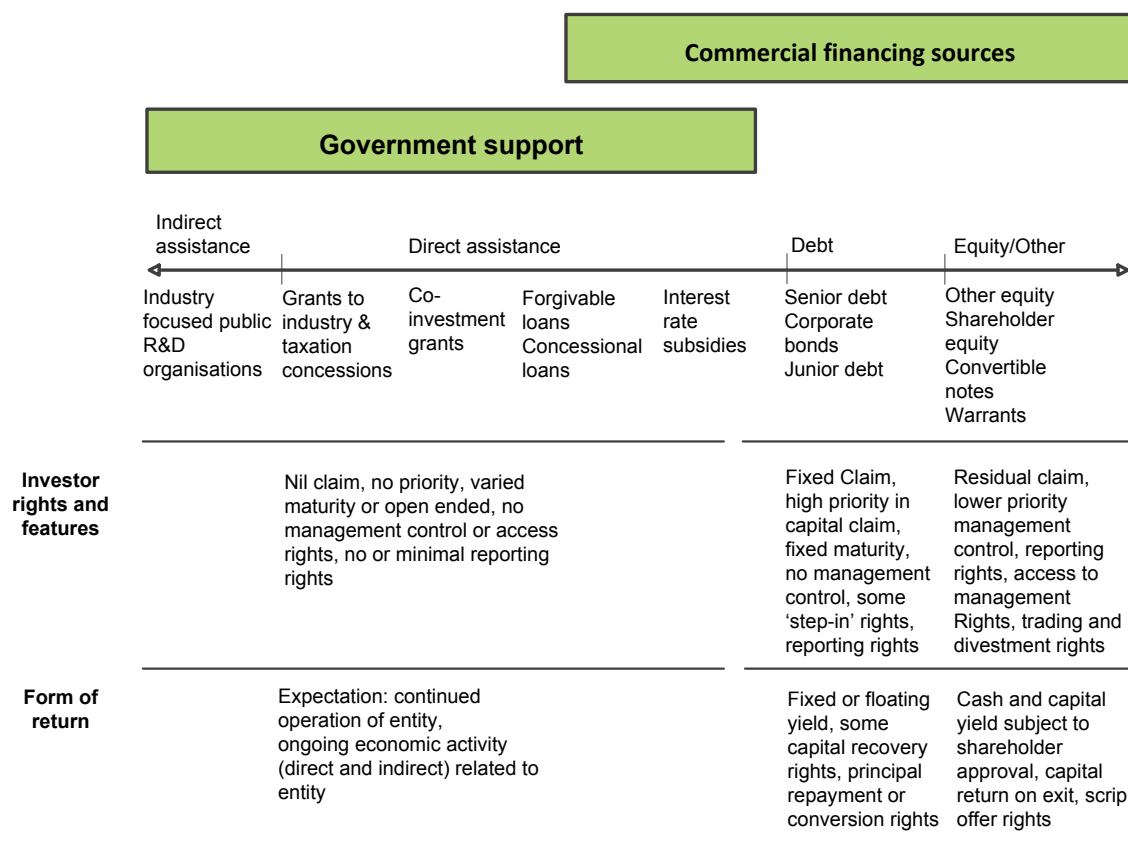 Commercial financing sources
Government support
Indirect
assistance
Direct assistance
Debt
Equity/Other
Industry
focused public
R&D
organisations
Grants to
industry &
taxation
concessions
Co-
investment
grants
Forgivable
loans
Concessional
loans
Interest
rate
subsidies
Senior debt
Corporate
bonds
Junior debt
Other equity
Shareholder
equity
Convertible
notes
Warrants
Investor
rights and
features
Nil claim, no priority, varied
maturity or open ended, no
management control or access
rights, no or minimal reporting
rights
Fixed Claim,
high priority in
capital claim,
fixed maturity,
no management
control, some
‘step-in’ rights,
reporting rights
Residual claim,
lower priority
management
control, reporting
rights, access to
management
Rights, trading and
divestment rights
Form of
return
Expectation: continued
operation of entity,
ongoing economic activity
(direct and indirect) related to
entity
Fixed or floating
yield, some
capital recovery
rights, principal
repayment or
conversion rights
Cash and capital
yield subject to
shareholder
approval, capital
return on exit, scrip
offer rights